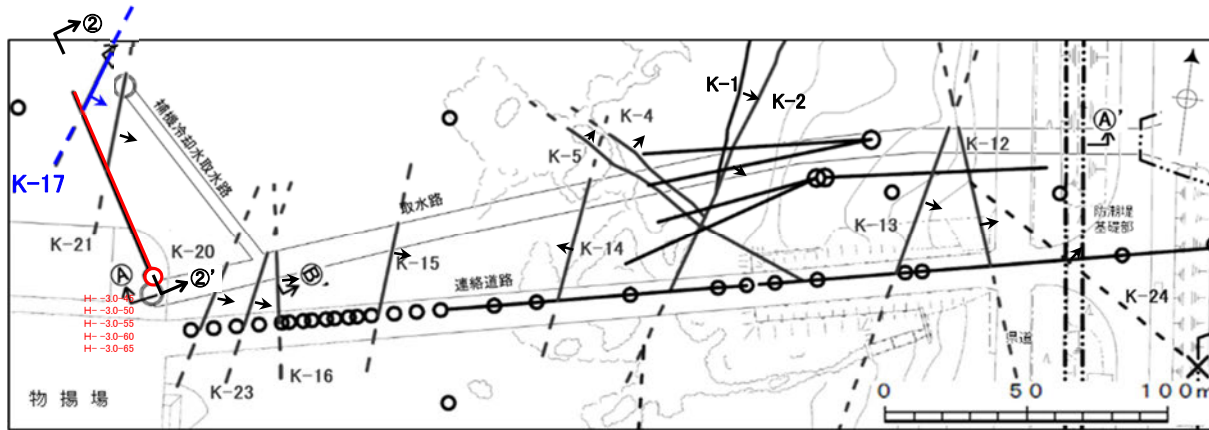 ②
K-1
K-2
K-4
K-5
K-12
Ⓐ'
補機冷却水取水路
K-17
取水路
防潮堤
基礎部
K-21
K-20
K-15
K-14
K-13
Ⓐ
②'
Ⓑ
連絡道路
K-24
H- -3.0-45
H- -3.0-50
H- -3.0-55
H- -3.0-60
H- -3.0-65
県道
K-23
K-16
物揚場
0 50 100m